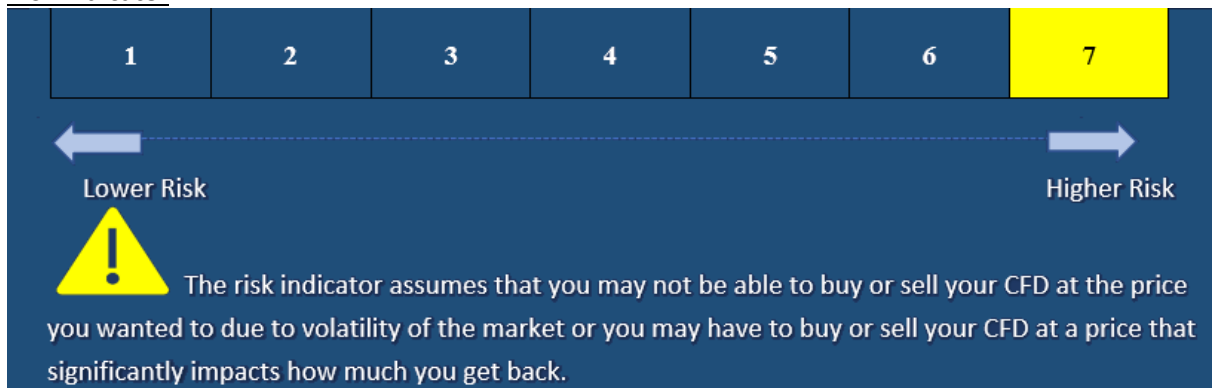 1 2 3 4 5 6 7
Lower Risk Higher Risk
The risk indicator assumes that you may not be able to buy or sell your CFD at the price
you wanted to due to volatility of the market or you may have to buy or sell your CFD at a price that
significantly impacts how much you get back.